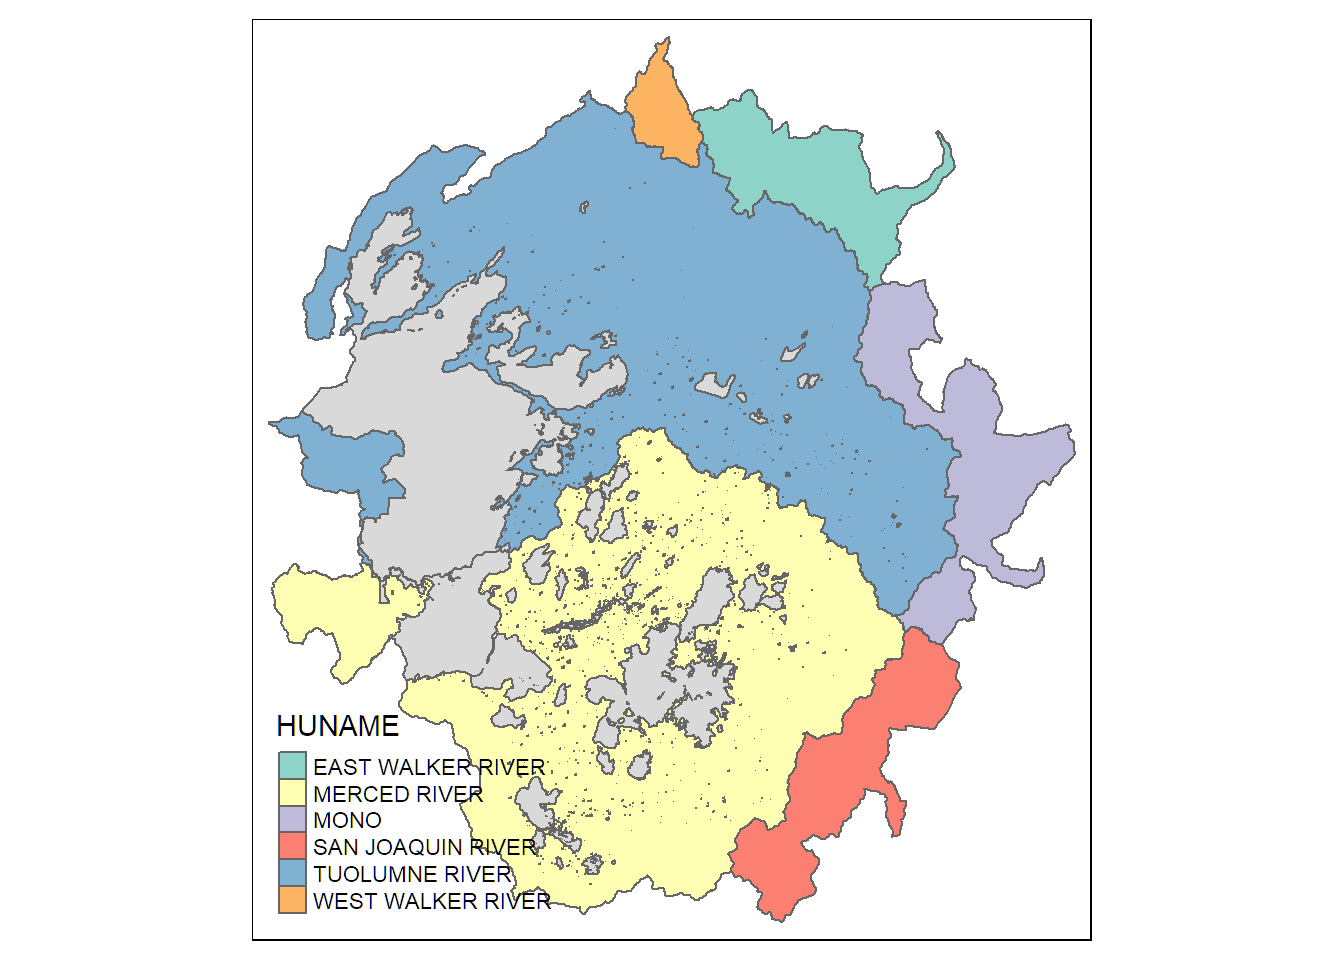 HUNAME
EAST WALKER RIVER
MERCED RIVER
MONO
SAN JOAQUIN RIVER
TUOLUMNE RIVER
WEST WALKER RIVER